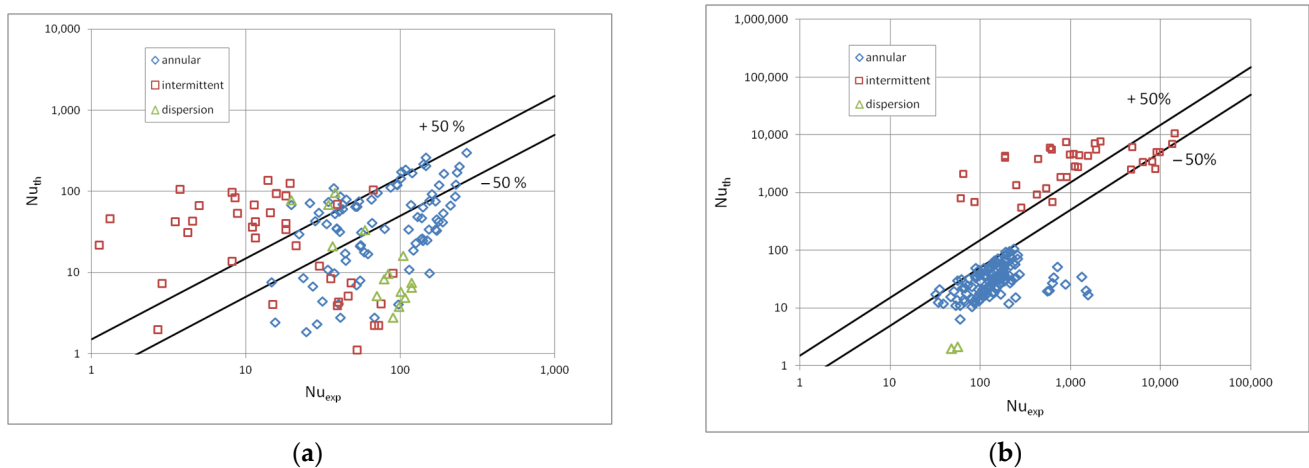 10,000
1,000
100
10
1
Nu_th
annular
intermittent
dispersion
+ 50 %
− 50 %
1
10
100
1,000
Nu_exp
(a)
1,000,000
100,000
10,000
1,000
100
10
1
Nu_th
annular
intermittent
dispersion
+ 50%
− 50%
1
10
100
1,000
10,000
100,000
Nu_exp
(b)